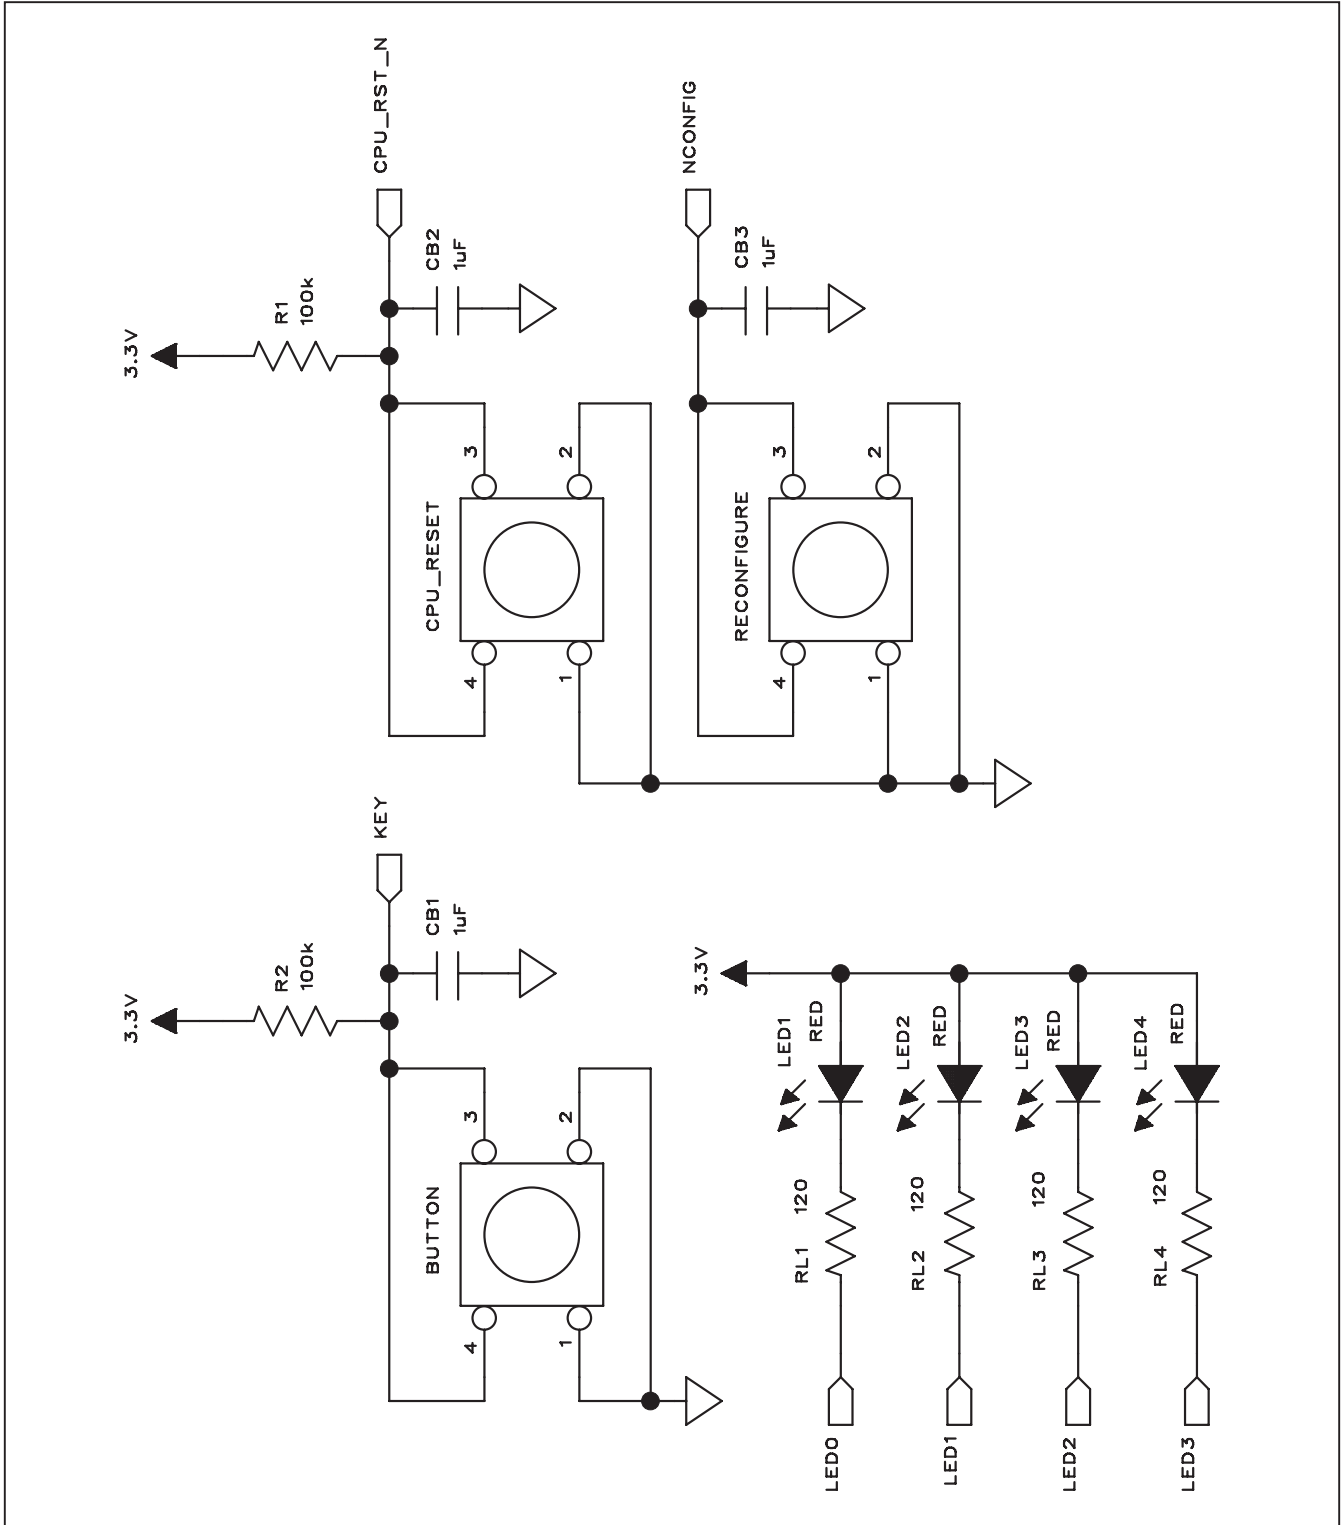 3.3V
R2
100k
KEY
CB1
1uF
BUTTON
4
3
1
2
3.3V
R1
100k
CPU_RST_N
CB2
1uF
CPU_RESET
4
3
1
2
NCONFIG
CB3
1uF
RECONFIGURE
4
3
1
2
3.3V
LED0
RL1
120
LED1
RED
LED1
RL2
120
LED2
RED
LED2
RL3
120
LED3
RED
LED3
RL4
120
LED4
RED